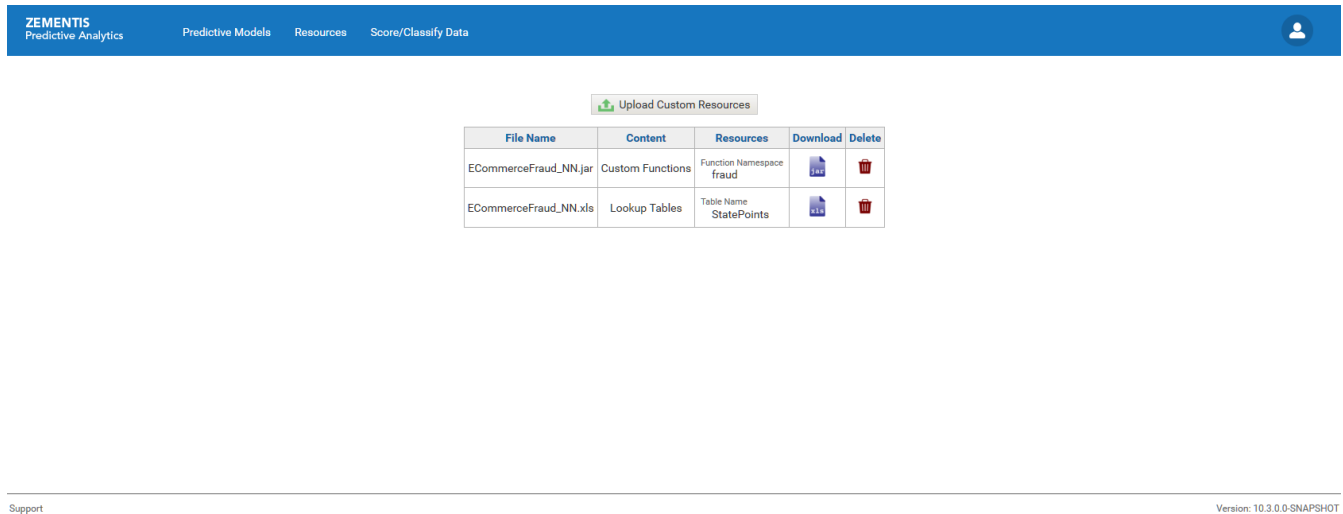 ZEMENTIS
Predictive Analytics
Predictive Models Resources Score/Classify Data
Upload Custom Resources
File Name Content Resources Download Delete
ECommerceFraud_NN.jar Custom Functions Function Namespace fraud jar
ECommerceFraud_NN.xls Lookup Tables Table Name StatePoints xls
Support Version: 10.3.0.0-SNAPSHOT